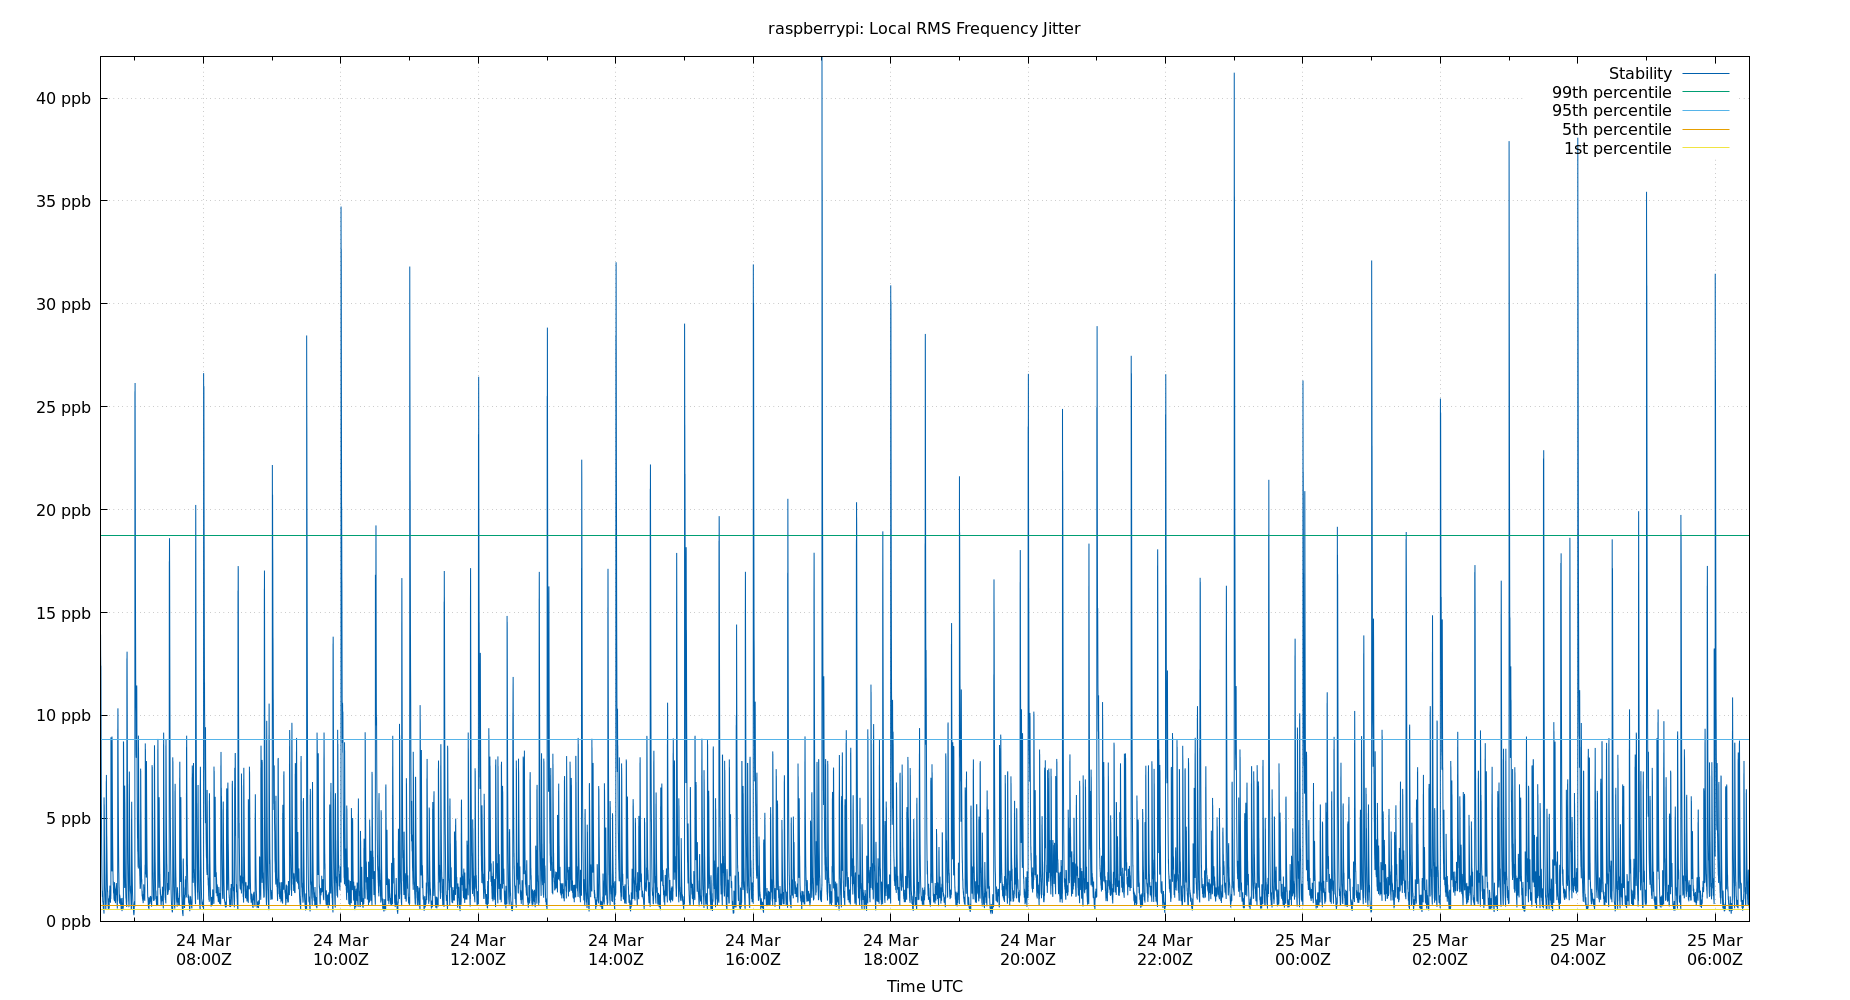 raspberrypi: Local RMS Frequency Jitter
Stability
99th percentile
95th percentile
5th percentile
1st percentile
40 ppb
35 ppb
30 ppb
25 ppb
20 ppb
15 ppb
10 ppb
5 ppb
0 ppb
24 Mar 24 Mar 24 Mar 24 Mar 24 Mar 24 Mar 24 Mar 24 Mar 25 Mar 25 Mar 25 Mar 25 Mar
08:00Z 10:00Z 12:00Z 14:00Z 16:00Z 18:00Z 20:00Z 22:00Z 00:00Z 02:00Z 04:00Z 06:00Z
Time UTC